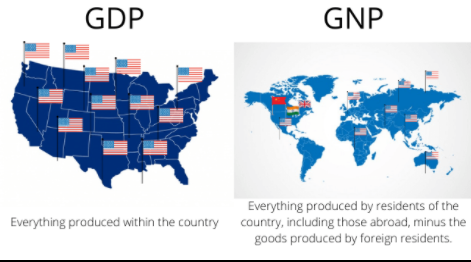 GDP
GNP
Everything produced within the country
Everything produced by residents of the
country, including those abroad, minus the
goods produced by foreign residents.